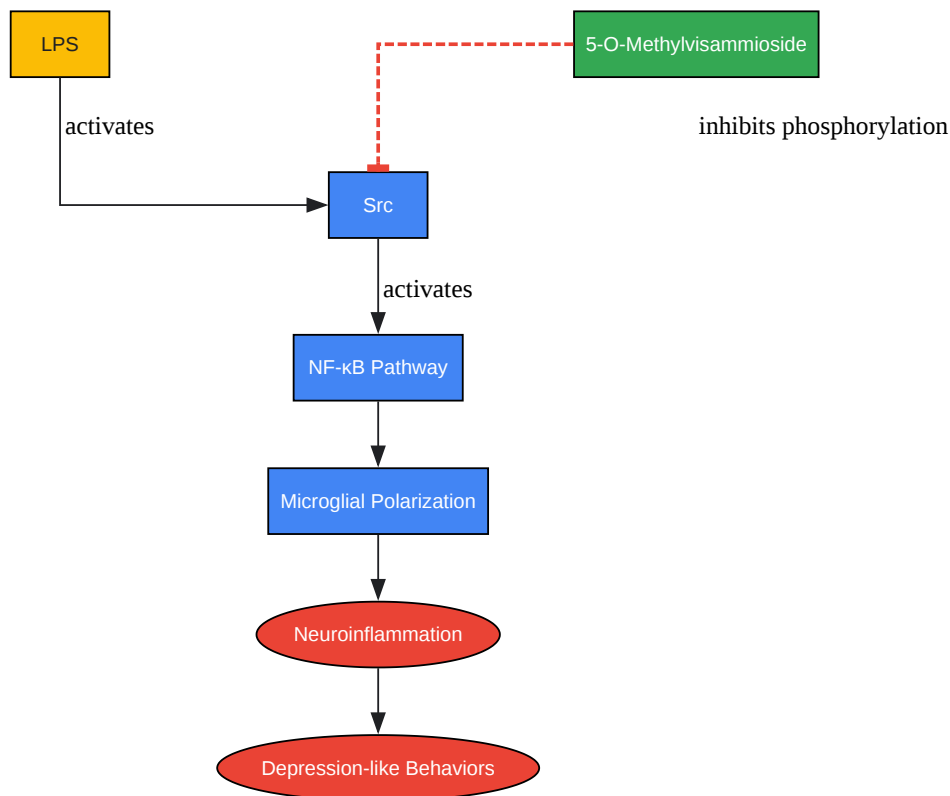 LPS
5-O-Methylvisammioside
activates
inhibits phosphorylation
Src
activates
NF-κB Pathway
Microglial Polarization
Neuroinflammation
Depression-like Behaviors